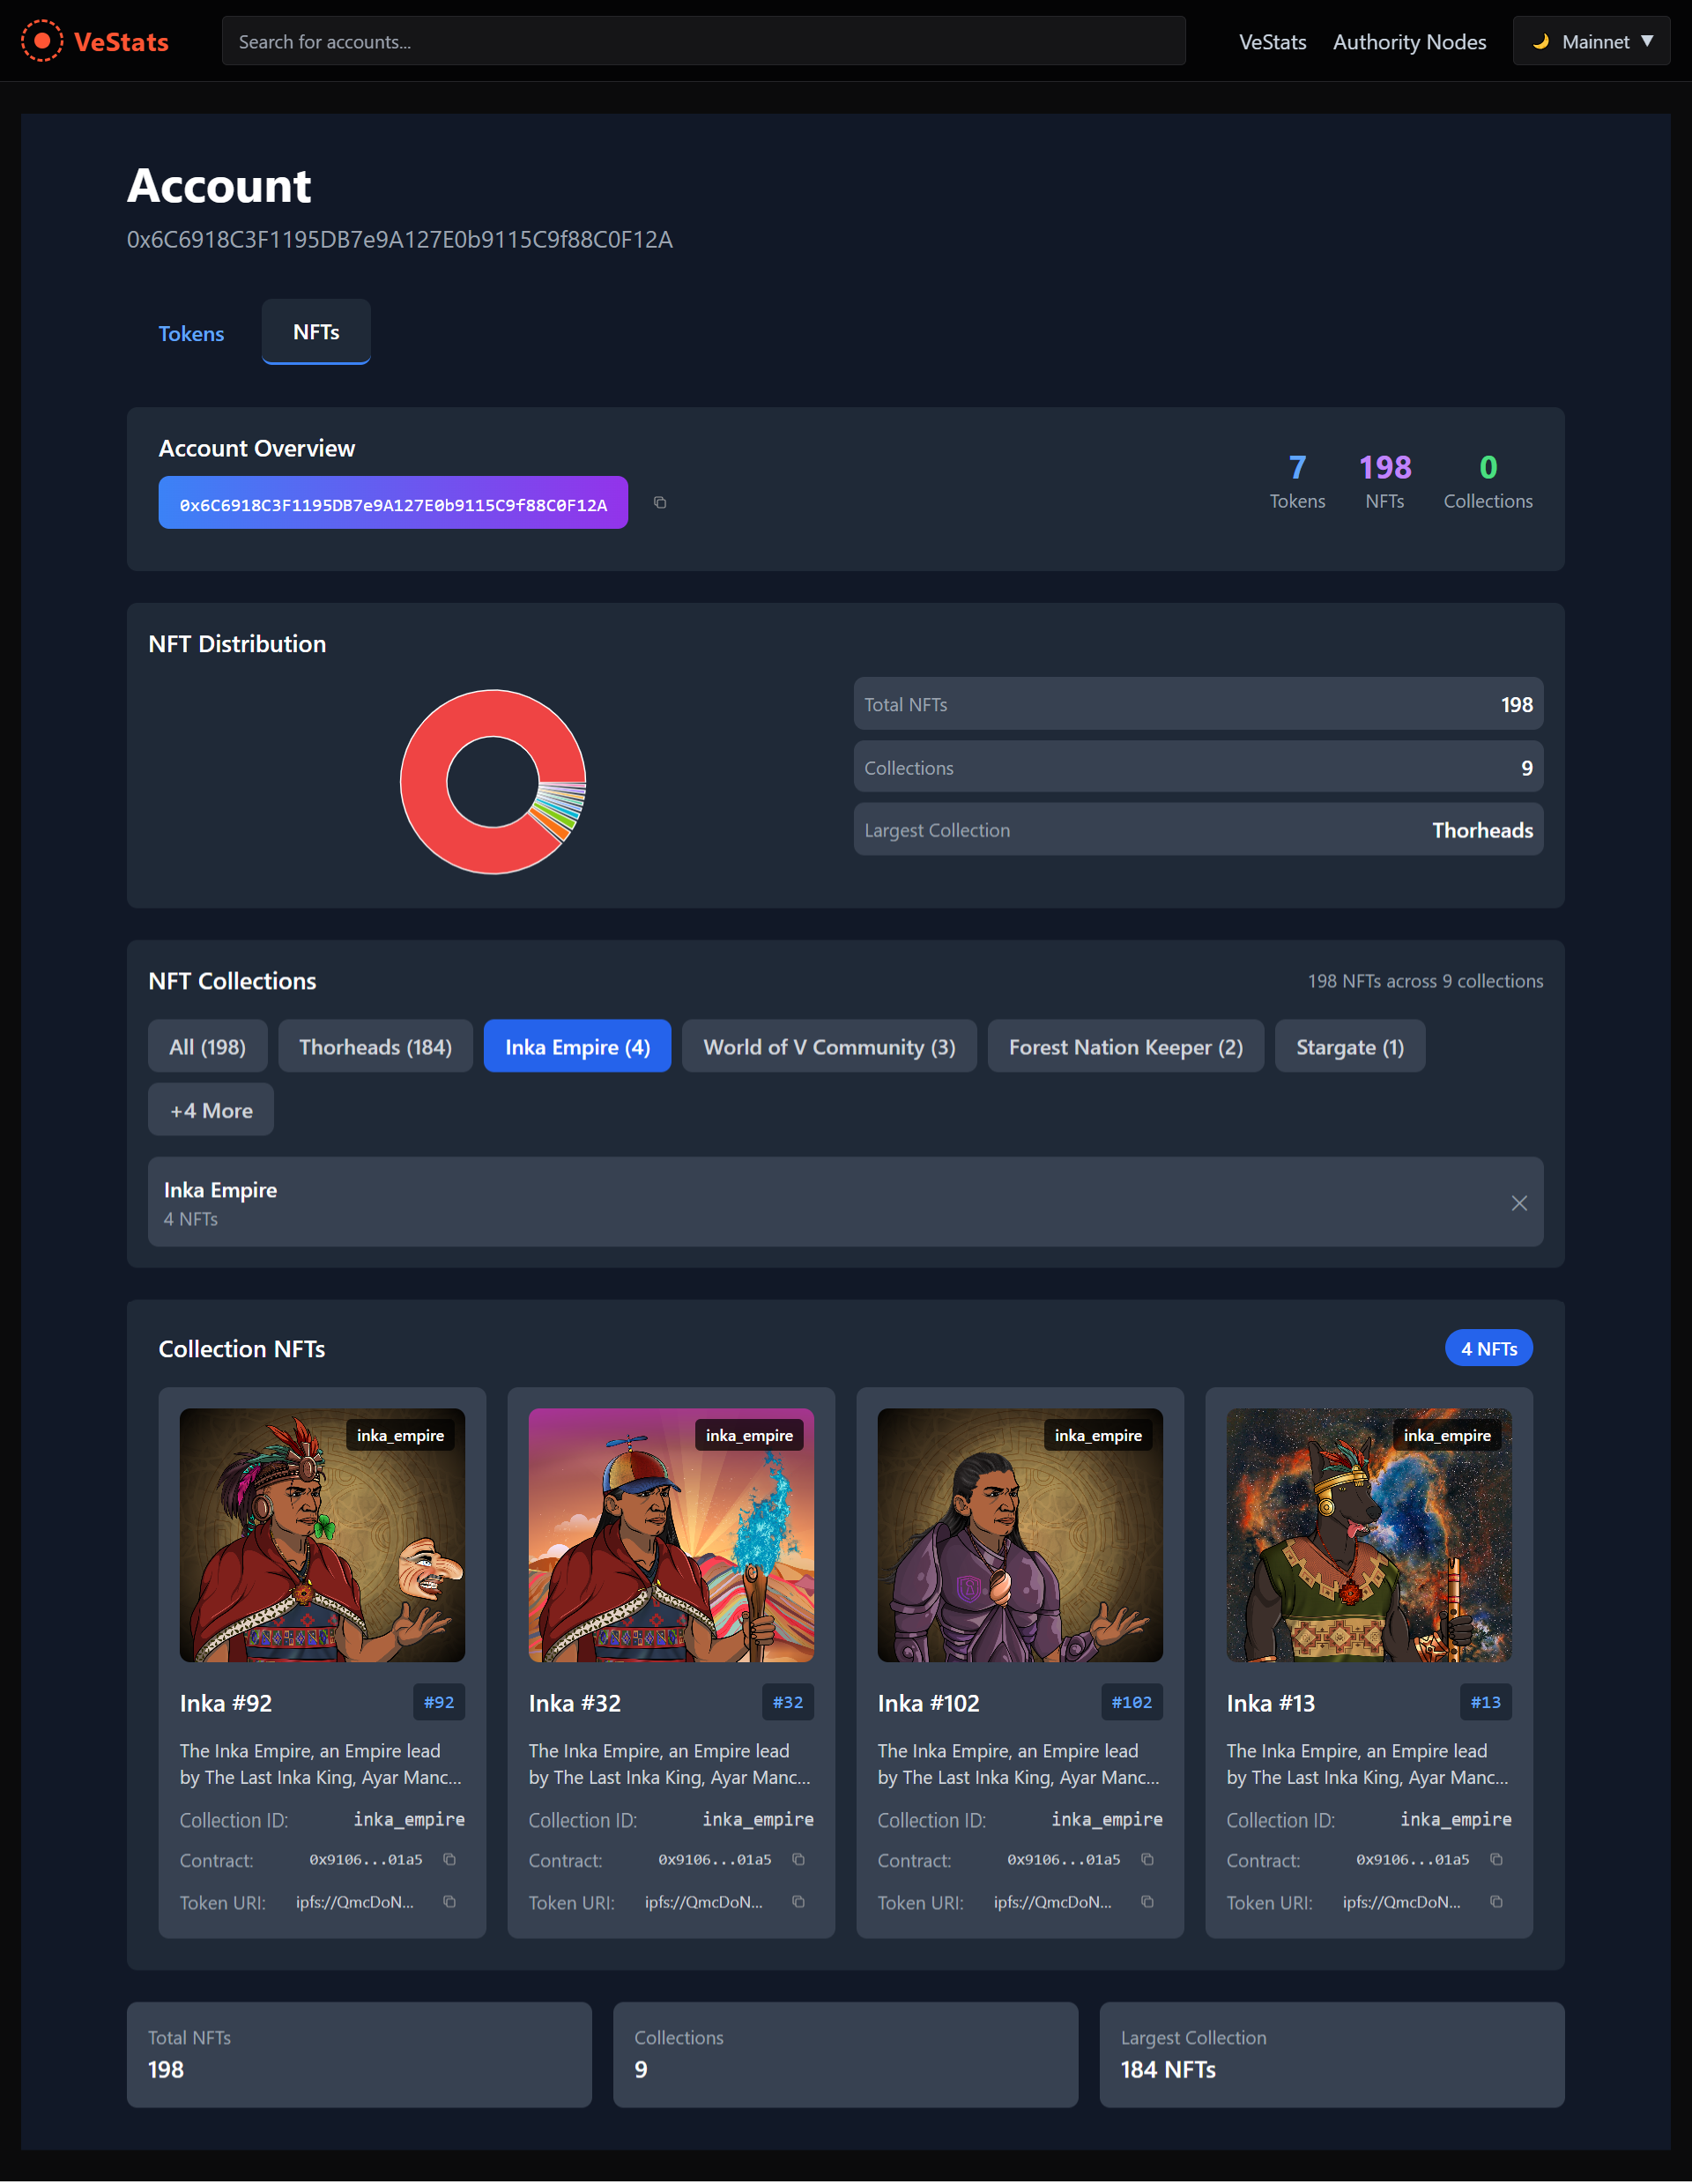 VeStats
Search for accounts...
VeStats
Authority Nodes
Mainnet ▼
Account
0x6C6918C3F1195DB7e9A127E0b9115C9f88C0F12A
Tokens
NFTs
Account Overview
0x6C6918C3F1195DB7e9A127E0b9115C9f88C0F12A
7
Tokens
198
NFTs
0
Collections
NFT Distribution
Total NFTs 198
Collections 9
Largest Collection Thorheads
NFT Collections
198 NFTs across 9 collections
All (198)
Thorheads (184)
Inka Empire (4)
World of V Community (3)
Forest Nation Keeper (2)
Stargate (1)
+4 More
Inka Empire
4 NFTs
Collection NFTs
4 NFTs
inka_empire
Inka #92
#92
The Inka Empire, an Empire lead
by The Last Inka King, Ayar Manc...
Collection ID: inka_empire
Contract: 0x9106...01a5
Token URI: ipfs://QmcDoN...
inka_empire
Inka #32
#32
The Inka Empire, an Empire lead
by The Last Inka King, Ayar Manc...
Collection ID: inka_empire
Contract: 0x9106...01a5
Token URI: ipfs://QmcDoN...
inka_empire
Inka #102
#102
The Inka Empire, an Empire lead
by The Last Inka King, Ayar Manc...
Collection ID: inka_empire
Contract: 0x9106...01a5
Token URI: ipfs://QmcDoN...
inka_empire
Inka #13
#13
The Inka Empire, an Empire lead
by The Last Inka King, Ayar Manc...
Collection ID: inka_empire
Contract: 0x9106...01a5
Token URI: ipfs://QmcDoN...
Total NFTs
198
Collections
9
Largest Collection
184 NFTs